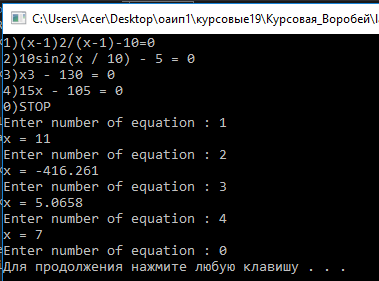 C:\Users\Acer\Desktop\оаип1\курсовые19\Курсовая_Воробей\
1)(x-1)2/(x-1)-10=0
2)10sin2(x / 10) - 5 = 0
3)x3 - 130 = 0
4)15x - 105 = 0
0)STOP
Enter number of equation : 1
x = 11
Enter number of equation : 2
x = -416.261
Enter number of equation : 3
x = 5.0658
Enter number of equation : 4
x = 7
Enter number of equation : 0
Для продолжения нажмите любую клавишу . . .